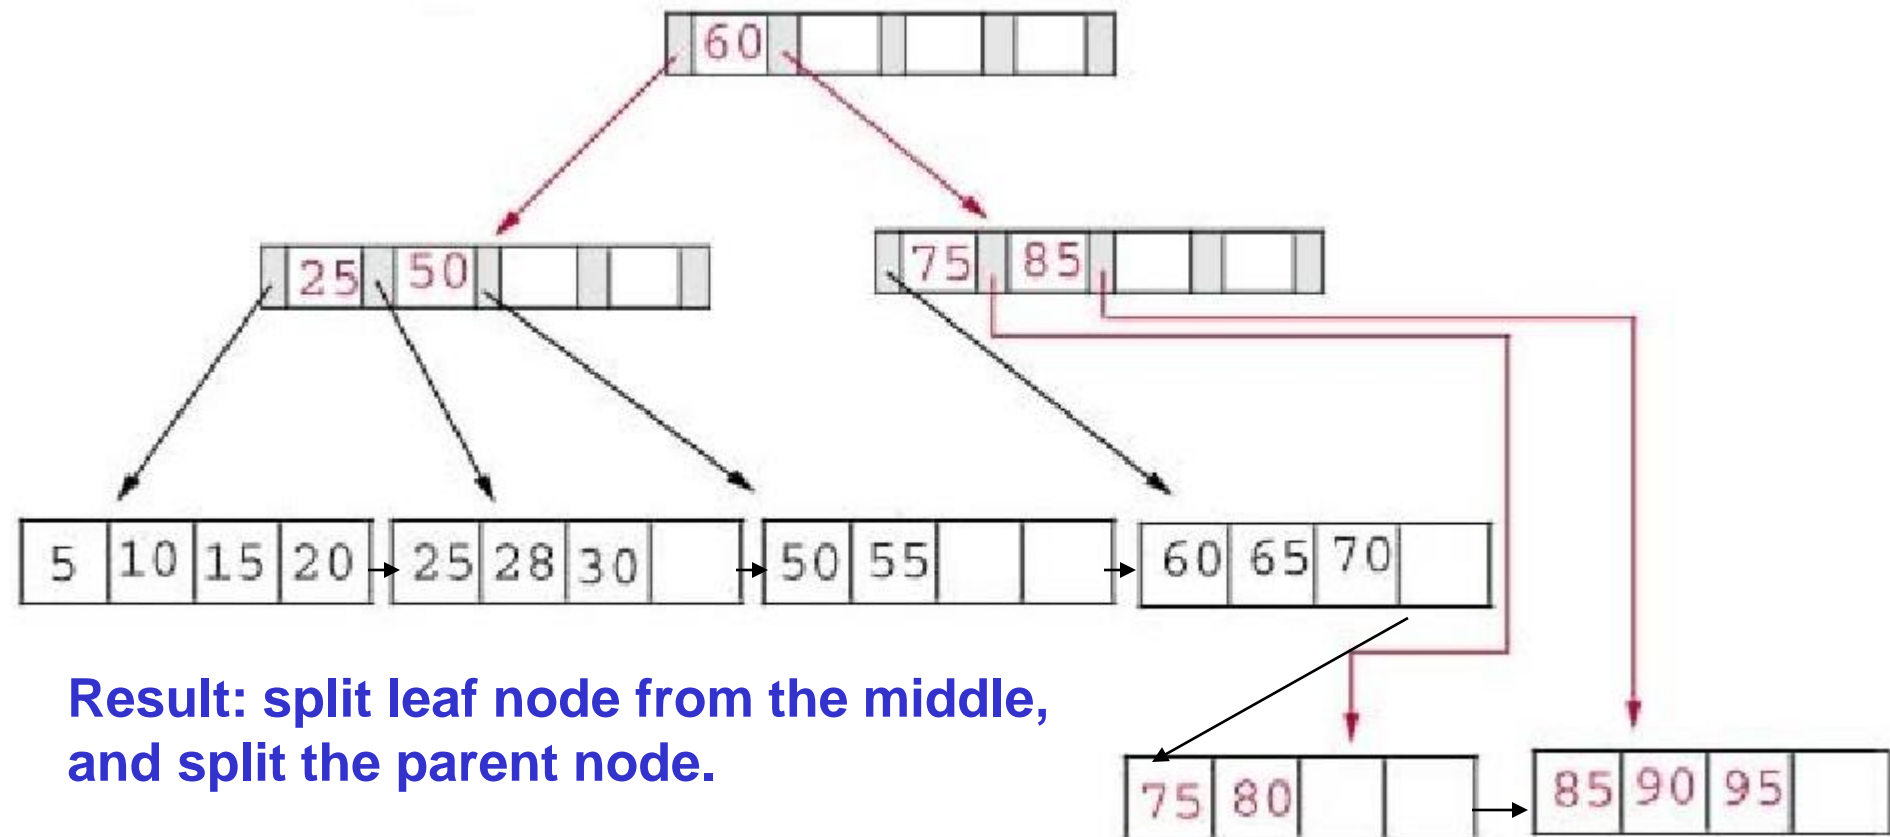 60
25 50
75 85
5 10 15 20
25 28 30
50 55
60 65 70
Result: split leaf node from the middle,
and split the parent node.
75 80
85 90 95